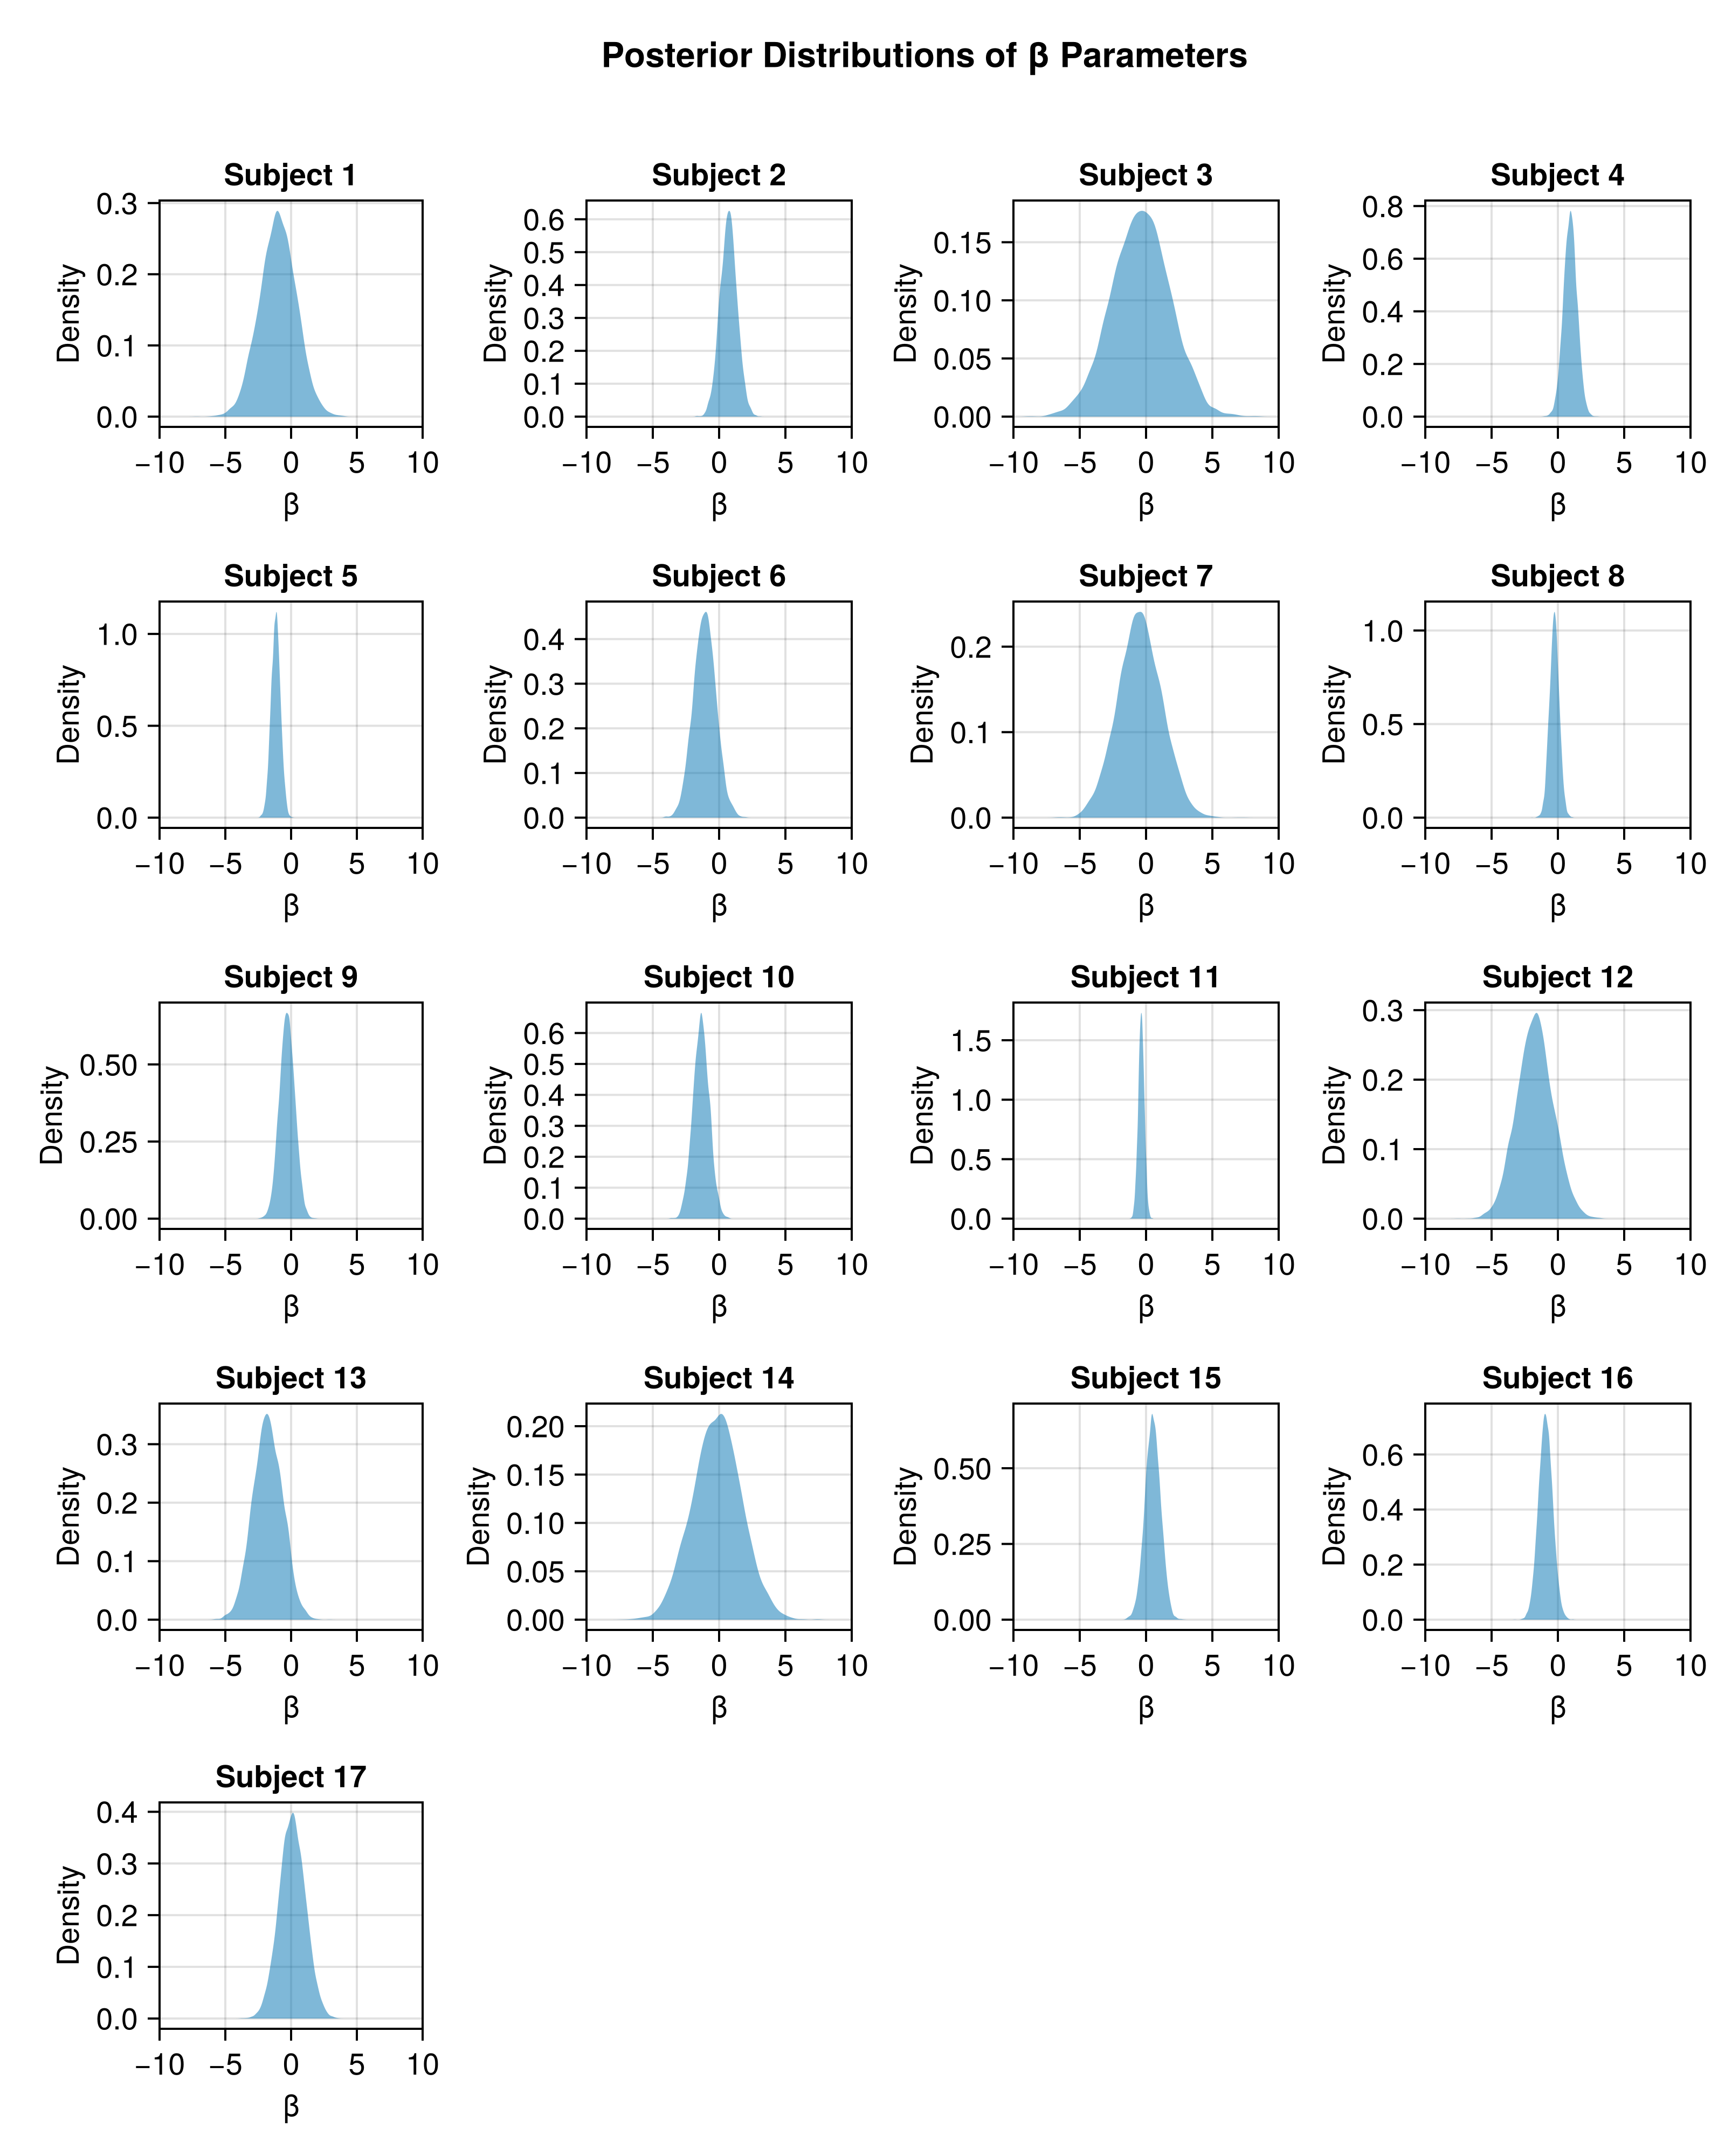 Posterior Distributions of β Parameters
Subject 1
Subject 2
Subject 3
Subject 4
Density
0.3
0.2
0.1
0.0
−10 −5 0 5 10
β
Density
0.6
0.5
0.4
0.3
0.2
0.1
0.0
−10 −5 0 5 10
β
Density
0.15
0.10
0.05
0.00
−10 −5 0 5 10
β
Density
0.8
0.6
0.4
0.2
0.0
−10 −5 0 5 10
β
Subject 5
Subject 6
Subject 7
Subject 8
Density
1.0
0.5
0.0
−10 −5 0 5 10
β
Density
0.4
0.3
0.2
0.1
0.0
−10 −5 0 5 10
β
Density
0.2
0.1
0.0
−10 −5 0 5 10
β
Density
1.0
0.5
0.0
−10 −5 0 5 10
β
Subject 9
Subject 10
Subject 11
Subject 12
Density
0.50
0.25
0.00
−10 −5 0 5 10
β
Density
0.6
0.5
0.4
0.3
0.2
0.1
0.0
−10 −5 0 5 10
β
Density
1.5
1.0
0.5
0.0
−10 −5 0 5 10
β
Density
0.3
0.2
0.1
0.0
−10 −5 0 5 10
β
Subject 13
Subject 14
Subject 15
Subject 16
Density
0.3
0.2
0.1
0.0
−10 −5 0 5 10
β
Density
0.20
0.15
0.10
0.05
0.00
−10 −5 0 5 10
β
Density
0.50
0.25
0.00
−10 −5 0 5 10
β
Density
0.6
0.4
0.2
0.0
−10 −5 0 5 10
β
Subject 17
Density
0.4
0.3
0.2
0.1
0.0
−10 −5 0 5 10
β